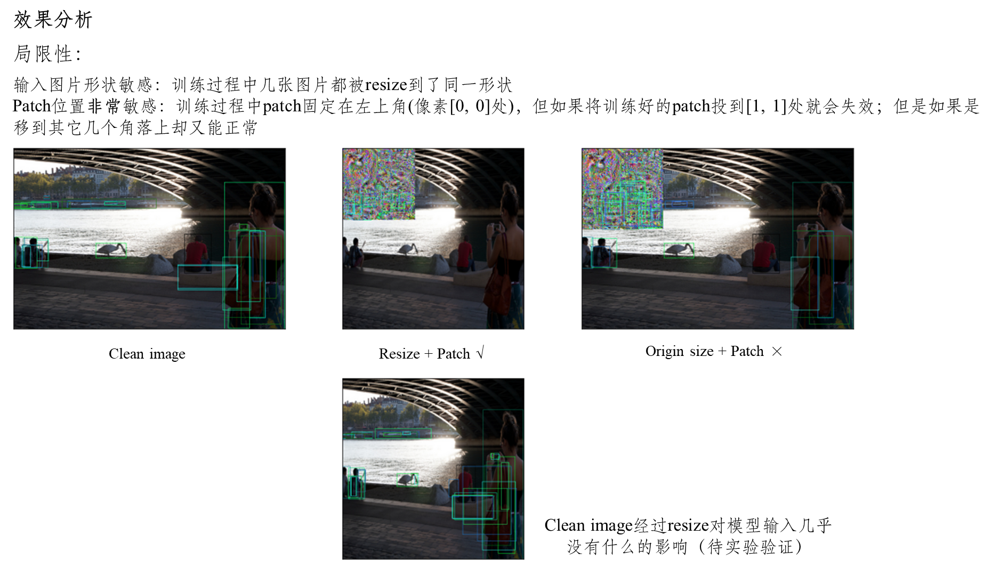 效果分析
局限性：
输入图片形状敏感：训练过程中几张图片都被resize到了同一形状
Patch位置非常敏感：训练过程中patch固定在左上角(像素[0, 0]处)，但如果将训练好的patch投到[1, 1]处就会失效；但是如果是
移到其它几个角落上却又能正常
Clean image
Resize + Patch √
Origin size + Patch ×
Clean image经过resize对模型输入几乎
没有什么的影响（待实验验证）